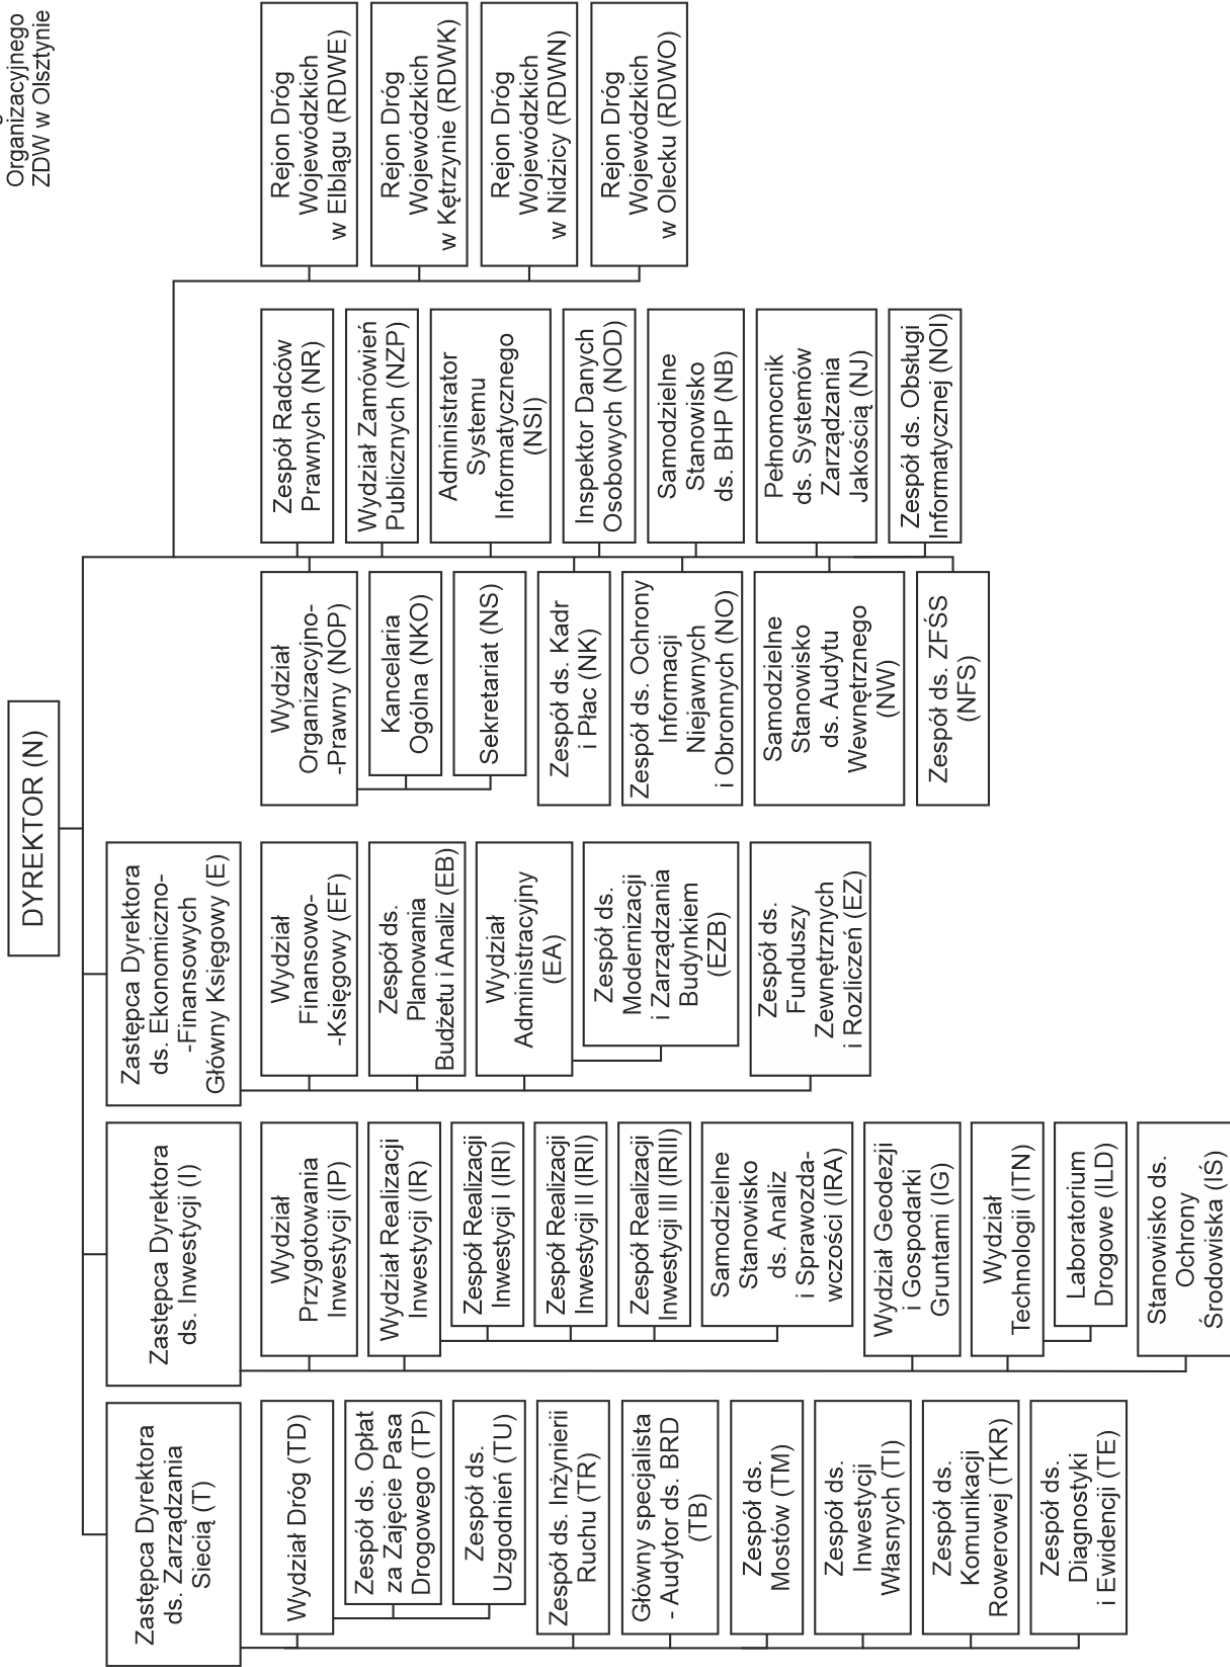 Organizacyjnego
ZDW w Olsztynie
DYREKTOR (N)
Zastępca Dyrektora
ds. Zarządzania
Siecią (T)
Wydział Dróg (TD)
Zespół ds. Opłat
za Zajęcie Pasa
Drogowego (TP)
Zespół ds.
Uzgodnień (TU)
Zespół ds. Inżynierii
Ruchu (TR)
Główny specjalista
- Audytor ds. BRD
(TB)
Zespół ds.
Mostów (TM)
Zespół ds.
Inwestycji
Własnych (TI)
Zespół ds.
Komunikacji
Rowerowej (TKR)
Zespół ds.
Diagnostyki
i Ewidencji (TE)
Zastępca Dyrektora
ds. Inwestycji (I)
Wydział
Przygotowania
Inwestycji (IP)
Wydział Realizacji
Inwestycji (IR)
Zespół Realizacji
Inwestycji I (IRI)
Zespół Realizacji
Inwestycji II (IRII)
Zespół Realizacji
Inwestycji III (IRIII)
Samodzielne
Stanowisko
ds. Analiz
i Sprawozda-
wczości (IRA)
Wydział Geodezji
i Gospodarki
Gruntami (IG)
Wydział
Technologii (ITN)
Laboratorium
Drogowe (ILD)
Stanowisko ds.
Ochrony
Środowiska (IŚ)
Zastępca Dyrektora
ds. Ekonomiczno-
-Finansowych
Główny Księgowy (E)
Wydział
Finansowo-
-Księgowy (EF)
Zespół ds.
Planowania
Budżetu i Analiz (EB)
Wydział
Administracyjny
(EA)
Zespół ds.
Modernizacji
i Zarządzania
Budynkiem
(EZB)
Zespół ds.
Funduszy
Zewnętrznych
i Rozliczeń (EZ)
Wydział
Organizacyjno-
-Prawny (NOP)
Kancelaria
Ogólna (NKO)
Sekretariat (NS)
Zespół ds. Kadr
i Płac (NK)
Zespół ds. Ochrony
Informacji
Niejawnych
i Obronnych (NO)
Samodzielne
Stanowisko
ds. Audytu
Wewnętrznego
(NW)
Zespół ds. ZFŚS
(NFS)
Zespół Radców
Prawnych (NR)
Wydział Zamówień
Publicznych (NZP)
Administrator
Systemu
Informatycznego
(NSI)
Inspektor Danych
Osobowych (NOD)
Samodzielne
Stanowisko
ds. BHP (NB)
Pełnomocnik
ds. Systemów
Zarządzania
Jakością (NJ)
Zespół ds. Obsługi
Informatycznej (NOI)
Rejon Dróg
Wojewódzkich
w Elblągu (RDWE)
Rejon Dróg
Wojewódzkich
w Kętrzynie (RDWK)
Rejon Dróg
Wojewódzkich
w Nidzicy (RDWN)
Rejon Dróg
Wojewódzkich
w Olecku (RDWO)